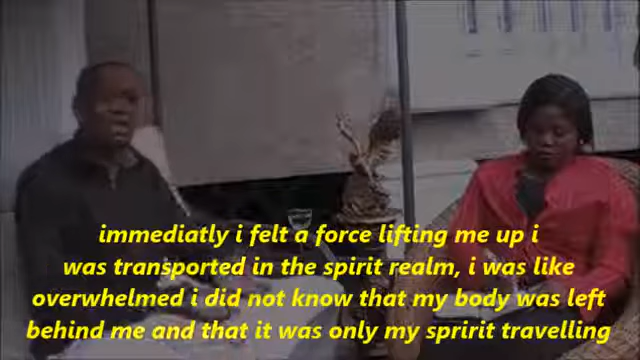 immediatly i felt a force lifting me up i
was transported in the spirit realm, i was like
overwhelmed i did not know that my body was left
behind me and that it was only my spririt travelling